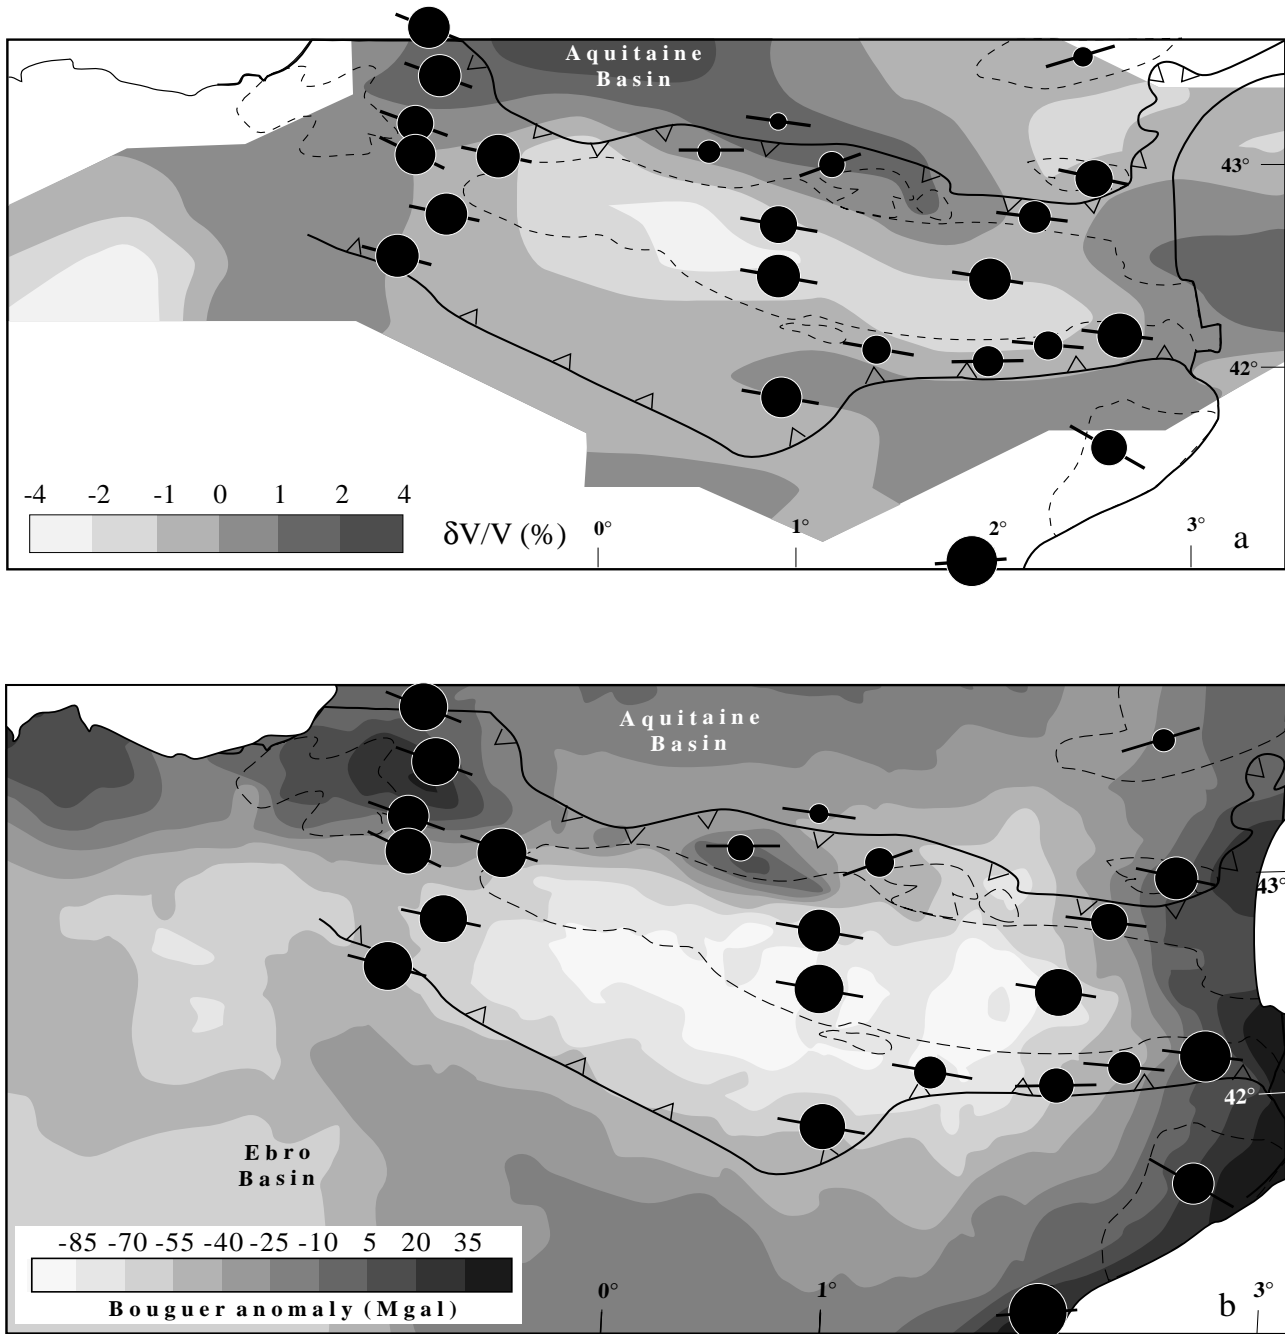 Aquitaine
Basin
43°
42°
-4 -2 -1 0 1 2 4
δV/V (%)
0° 1° 2° 3°
a
Aquitaine
Basin
43°
42°
Ebro
Basin
-85 -70 -55 -40 -25 -10 5 20 35
Bouguer anomaly (Mgal)
0° 1° 3°
b